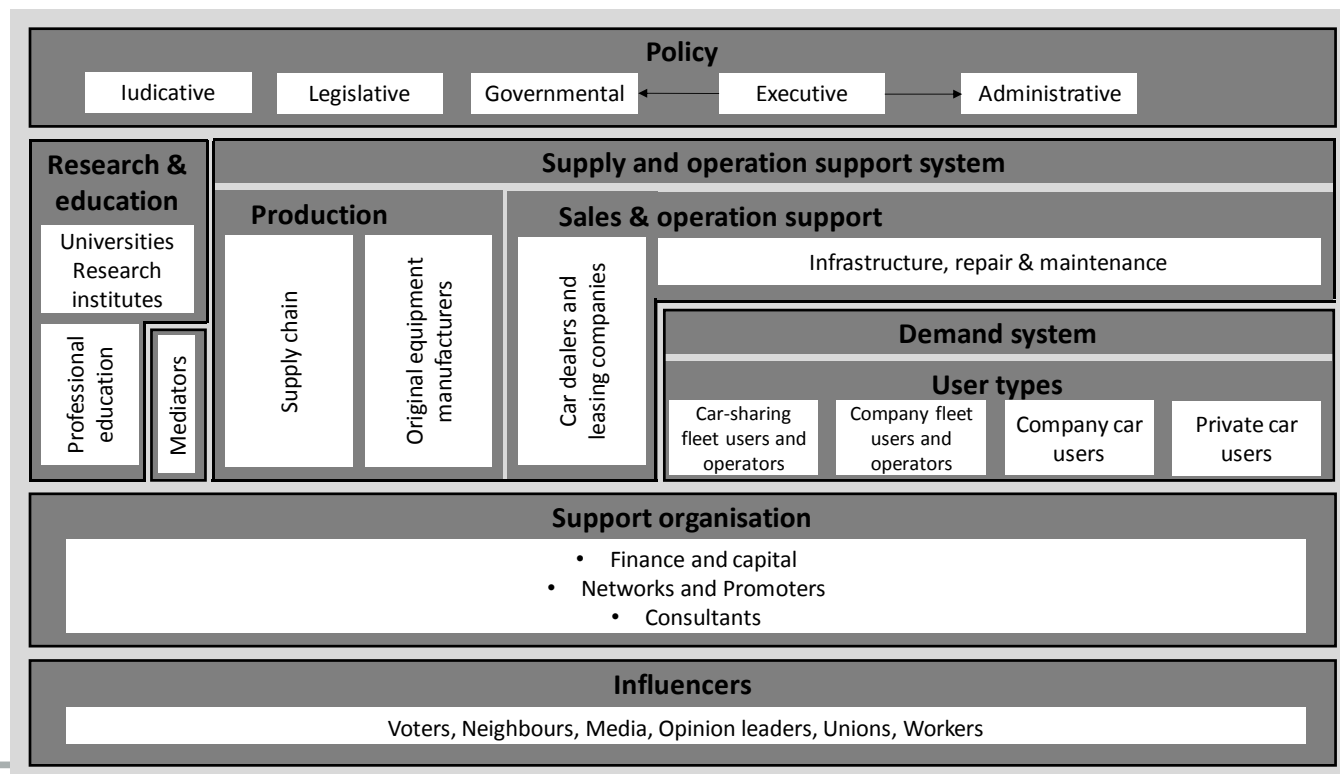 Policy
Iudicative
Legislative
Governmental
Executive
Administrative
Research &
education
Universities
Research
institutes
Professional
education
Mediators
Supply and operation support system
Production
Supply chain
Original equipment
manufacturers
Sales & operation support
Car dealers and
leasing companies
Infrastructure, repair & maintenance
Demand system
User types
Car-sharing
fleet users and
operators
Company fleet
users and
operators
Company car
users
Private car
users
Support organisation
• Finance and capital
• Networks and Promoters
• Consultants
Influencers
Voters, Neighbours, Media, Opinion leaders, Unions, Workers